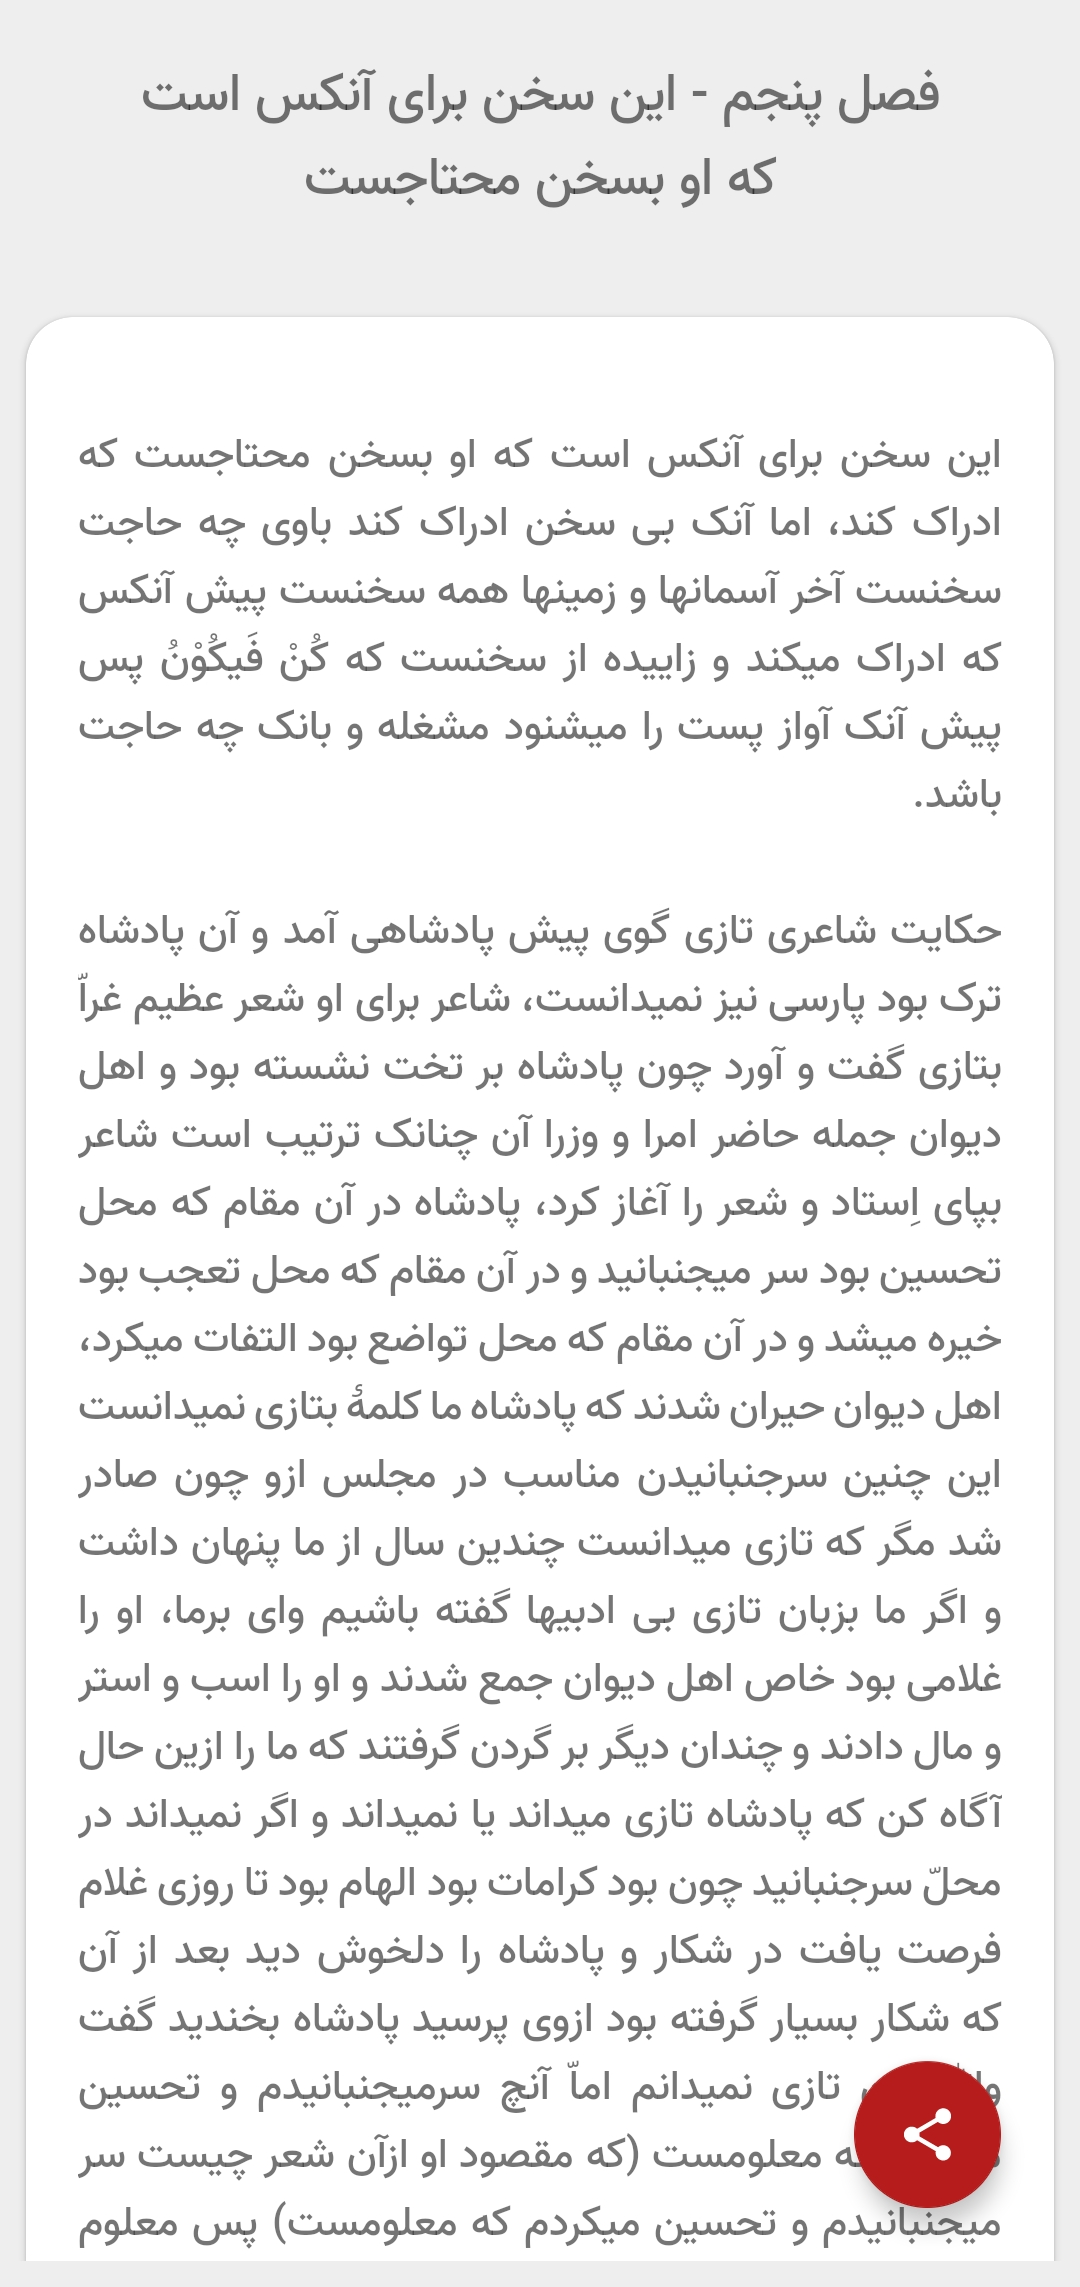 فصل پنجم - این سخن برای آنکس است
که او بسخن محتاجست
این سخن برای آنکس است که او بسخن محتاجست که
ادراک کند، اما آنک بی سخن ادراک کند باوی چه حاجت
سخنست آخر آسمانها و زمینها همه سخنست پیش آنکس
که ادراک میکند و زاییده از سخنست که کُنْ فَیکُوْنُ پس
پیش آنک آواز پست را میشنود مشغله و بانک چه حاجت
باشد.
حکایت شاعری تازی گوی پیش پادشاهی آمد و آن پادشاه
ترک بود پارسی نیز نمیدانست، شاعر برای او شعر عظیم غراّ
بتازی گفت و آورد چون پادشاه بر تخت نشسته بود و اهل
دیوان جمله حاضر امرا و وزرا آن چنانک ترتیب است شاعر
بپای اِستاد و شعر را آغاز کرد، پادشاه در آن مقام که محل
تحسین بود سر میجنبانید و در آن مقام که محل تعجب بود
خیره میشد و در آن مقام که محل تواضع بود التفات میکرد،
اهل دیوان حیران شدند که پادشاه ما کلمهٔ بتازی نمیدانست
این چنین سرجنبانیدن مناسب در مجلس ازو چون صادر
شد مگر که تازی میدانست چندین سال از ما پنهان داشت
و اگر ما بزبان تازی بی ادبیها گفته باشیم وای برما، او را
غلامی بود خاص اهل دیوان جمع شدند و او را اسب و استر
و مال دادند و چندان دیگر بر گردن گرفتند که ما را ازین حال
آگاه کن که پادشاه تازی میداند یا نمیداند و اگر نمیداند در
محلّ سرجنبانید چون بود کرامات بود الهام بود تا روزی غلام
فرصت یافت در شکار و پادشاه را دلخوش دید بعد از آن
که شکار بسیار گرفته بود ازوی پرسید پادشاه بخندید گفت
تازی نمیدانم اماّ آنچ سرمیجنبانیدم و تحسین
معلومست (که مقصود او ازآن شعر چیست سر
میجنبانیدم و تحسین میکردم که معلومست) پس معلوم